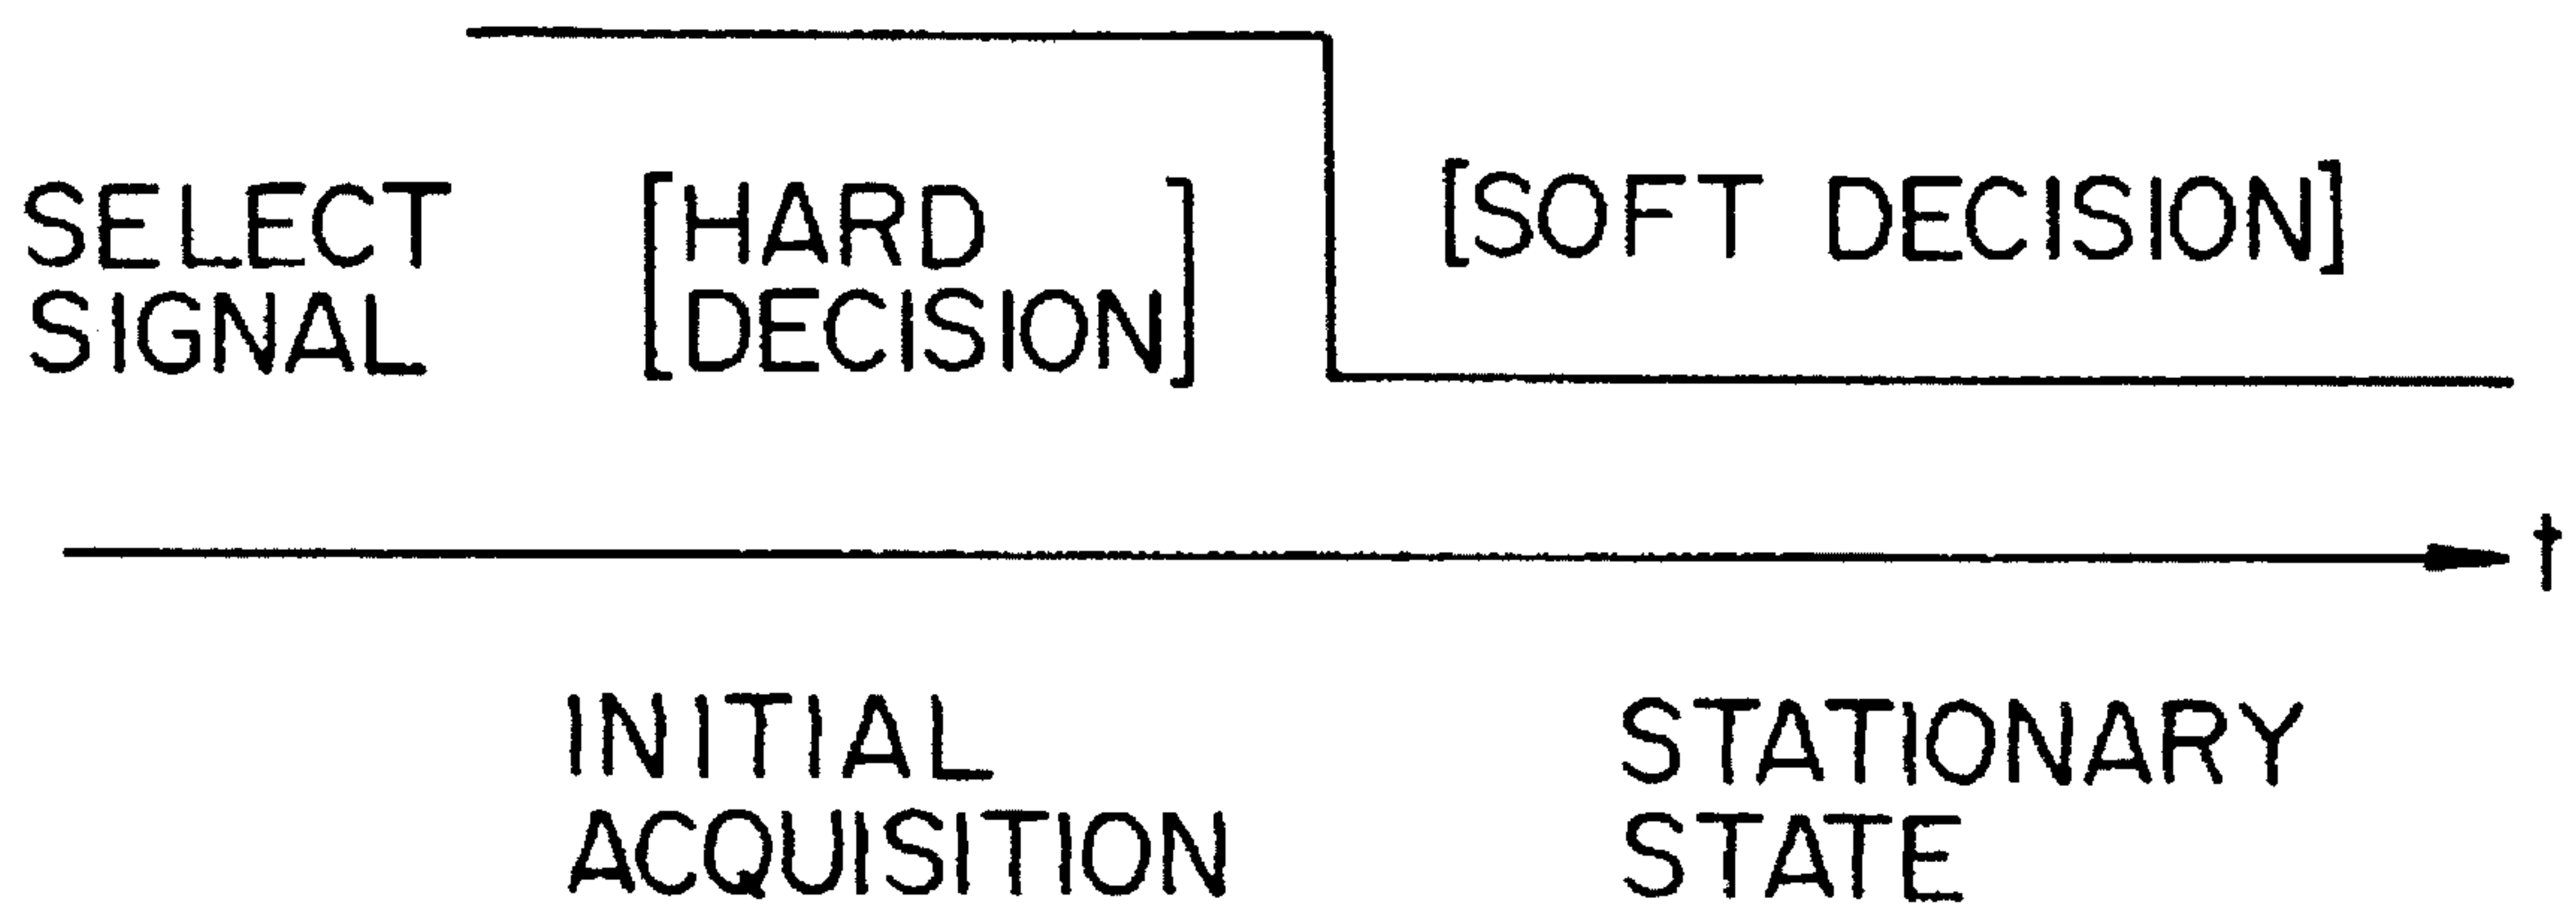 SELECT
SIGNAL
[HARD
DECISION]
[SOFT DECISION]
t
INITIAL
ACQUISITION
STATIONARY
STATE